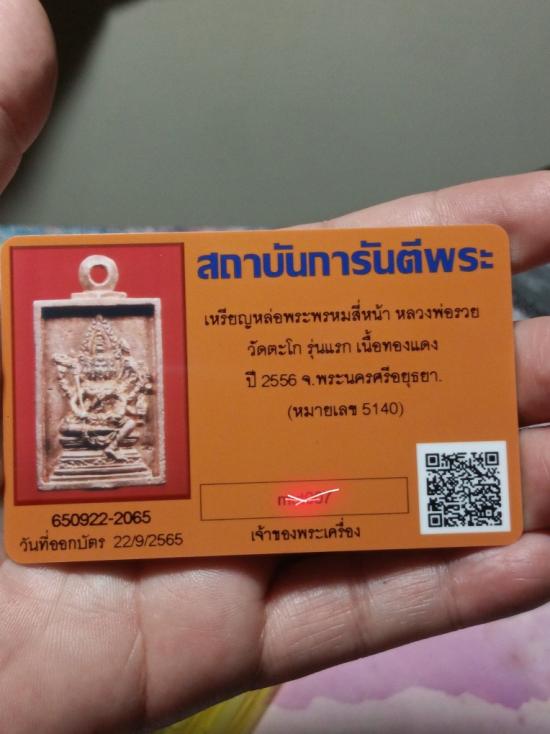 สถาบันการันตีพระ
เหรียญหล่อพระพรหมสี่หน้า หลวงพ่อรวย
วัดตะโก รุ่นแรก เนื้อทองแดง
ปี 2556 จ.พระนครศรีอยุธยา.
(หมายเลข 5140)
650922-2065
วันที่ออกบัตร 22/9/2565
เจ้าของพระเครื่อง